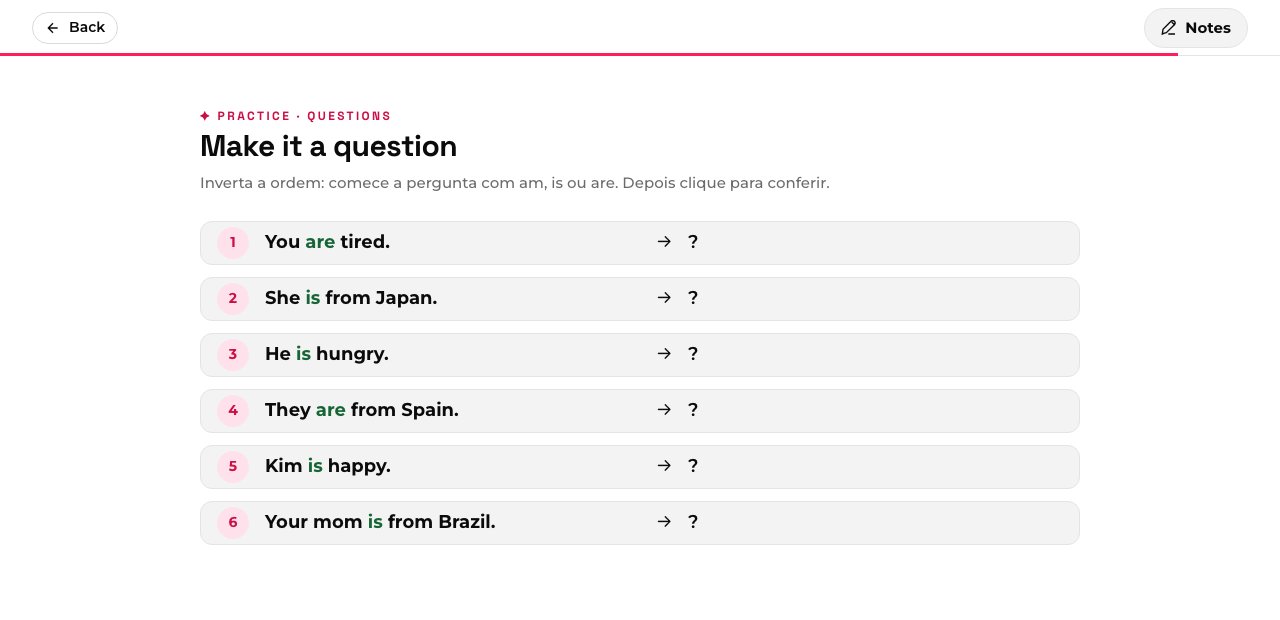 Back
Notes
PRACTICE · QUESTIONS
Make it a question
Inverta a ordem: comece a pergunta com am, is ou are. Depois clique para conferir.
1 You are tired. → ?
2 She is from Japan. → ?
3 He is hungry. → ?
4 They are from Spain. → ?
5 Kim is happy. → ?
6 Your mom is from Brazil. → ?